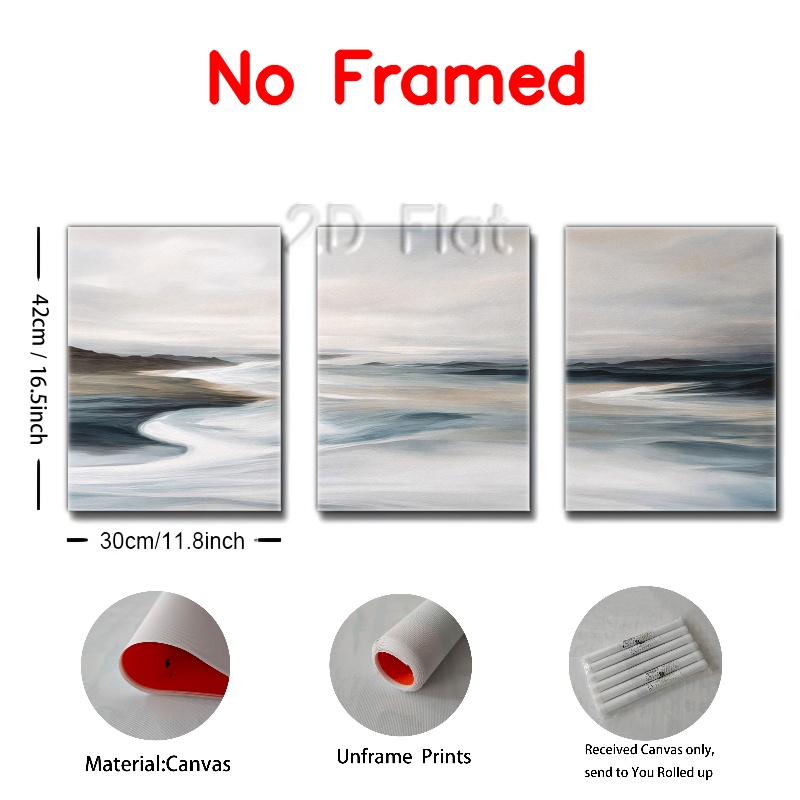 No Framed
2.D Flat
42cm / 16.5inch
30cm/11.8inch
Material:Canvas
Unframe Prints
Received Canvas only,
send to You Rolled up